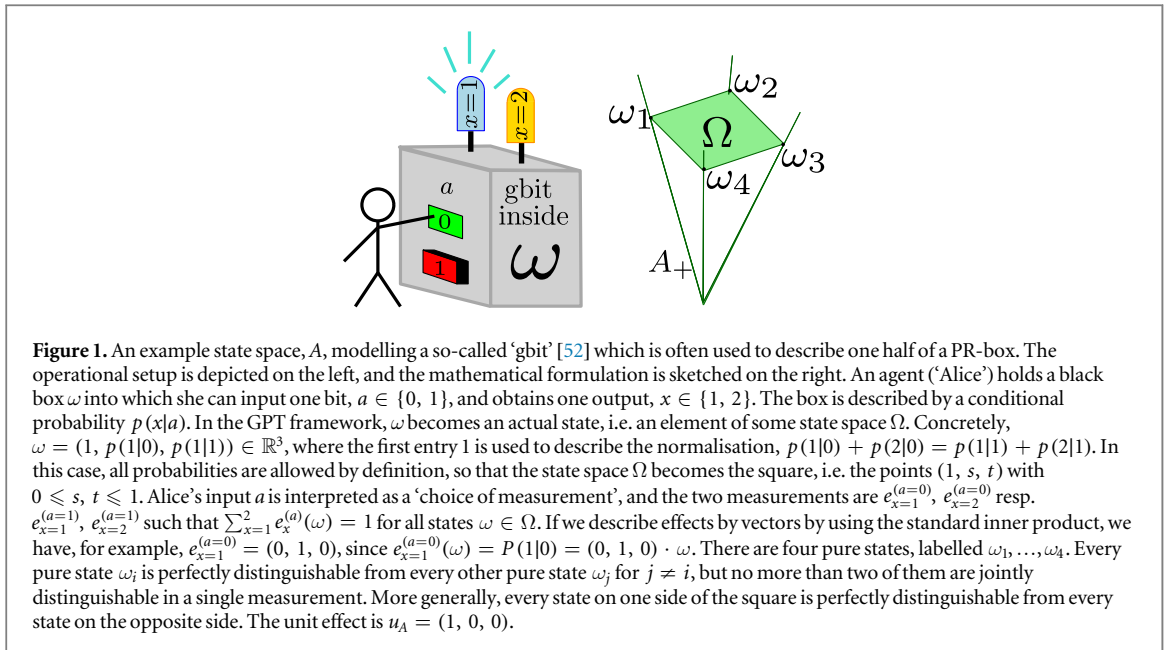 x=1
x=2
a
0
1
gbit
inside
ω
ω₁
ω₂
Ω
ω₃
ω₄
A₊
Figure 1. An example state space, A, modelling a so-called ‘gbit’ [52] which is often used to describe one half of a PR-box. The
operational setup is depicted on the left, and the mathematical formulation is sketched on the right. An agent (‘Alice’) holds a black
box ω into which she can input one bit, a ∈ {0, 1}, and obtains one output, x ∈ {1, 2}. The box is described by a conditional
probability p(x|a). In the GPT framework, ω becomes an actual state, i.e. an element of some state space Ω. Concretely,
ω = (1, p(1|0), p(1|1)) ∈ ℝ³, where the first entry 1 is used to describe the normalisation, p(1|0) + p(2|0) = p(1|1) + p(2|1). In
this case, all probabilities are allowed by definition, so that the state space Ω becomes the square, i.e. the points (1, s, t) with
0 ⩽ s, t ⩽ 1. Alice’s input a is interpreted as a ‘choice of measurement’, and the two measurements are e_{x=1}^{(a=0)}, e_{x=2}^{(a=0)} resp.
e_{x=1}^{(a=1)}, e_{x=2}^{(a=1)} such that ∑_{x=1}^{2} e_x^{(a)}(ω) = 1 for all states ω ∈ Ω. If we describe effects by vectors by using the standard inner product, we
have, for example, e_{x=1}^{(a=0)} = (0, 1, 0), since e_{x=1}^{(a=0)}(ω) = P(1|0) = (0, 1, 0) · ω. There are four pure states, labelled ω₁,…,ω₄. Every
pure state ωᵢ is perfectly distinguishable from every other pure state ωⱼ for j ≠ i, but no more than two of them are jointly
distinguishable in a single measurement. More generally, every state on one side of the square is perfectly distinguishable from every
state on the opposite side. The unit effect is u_A = (1, 0, 0).